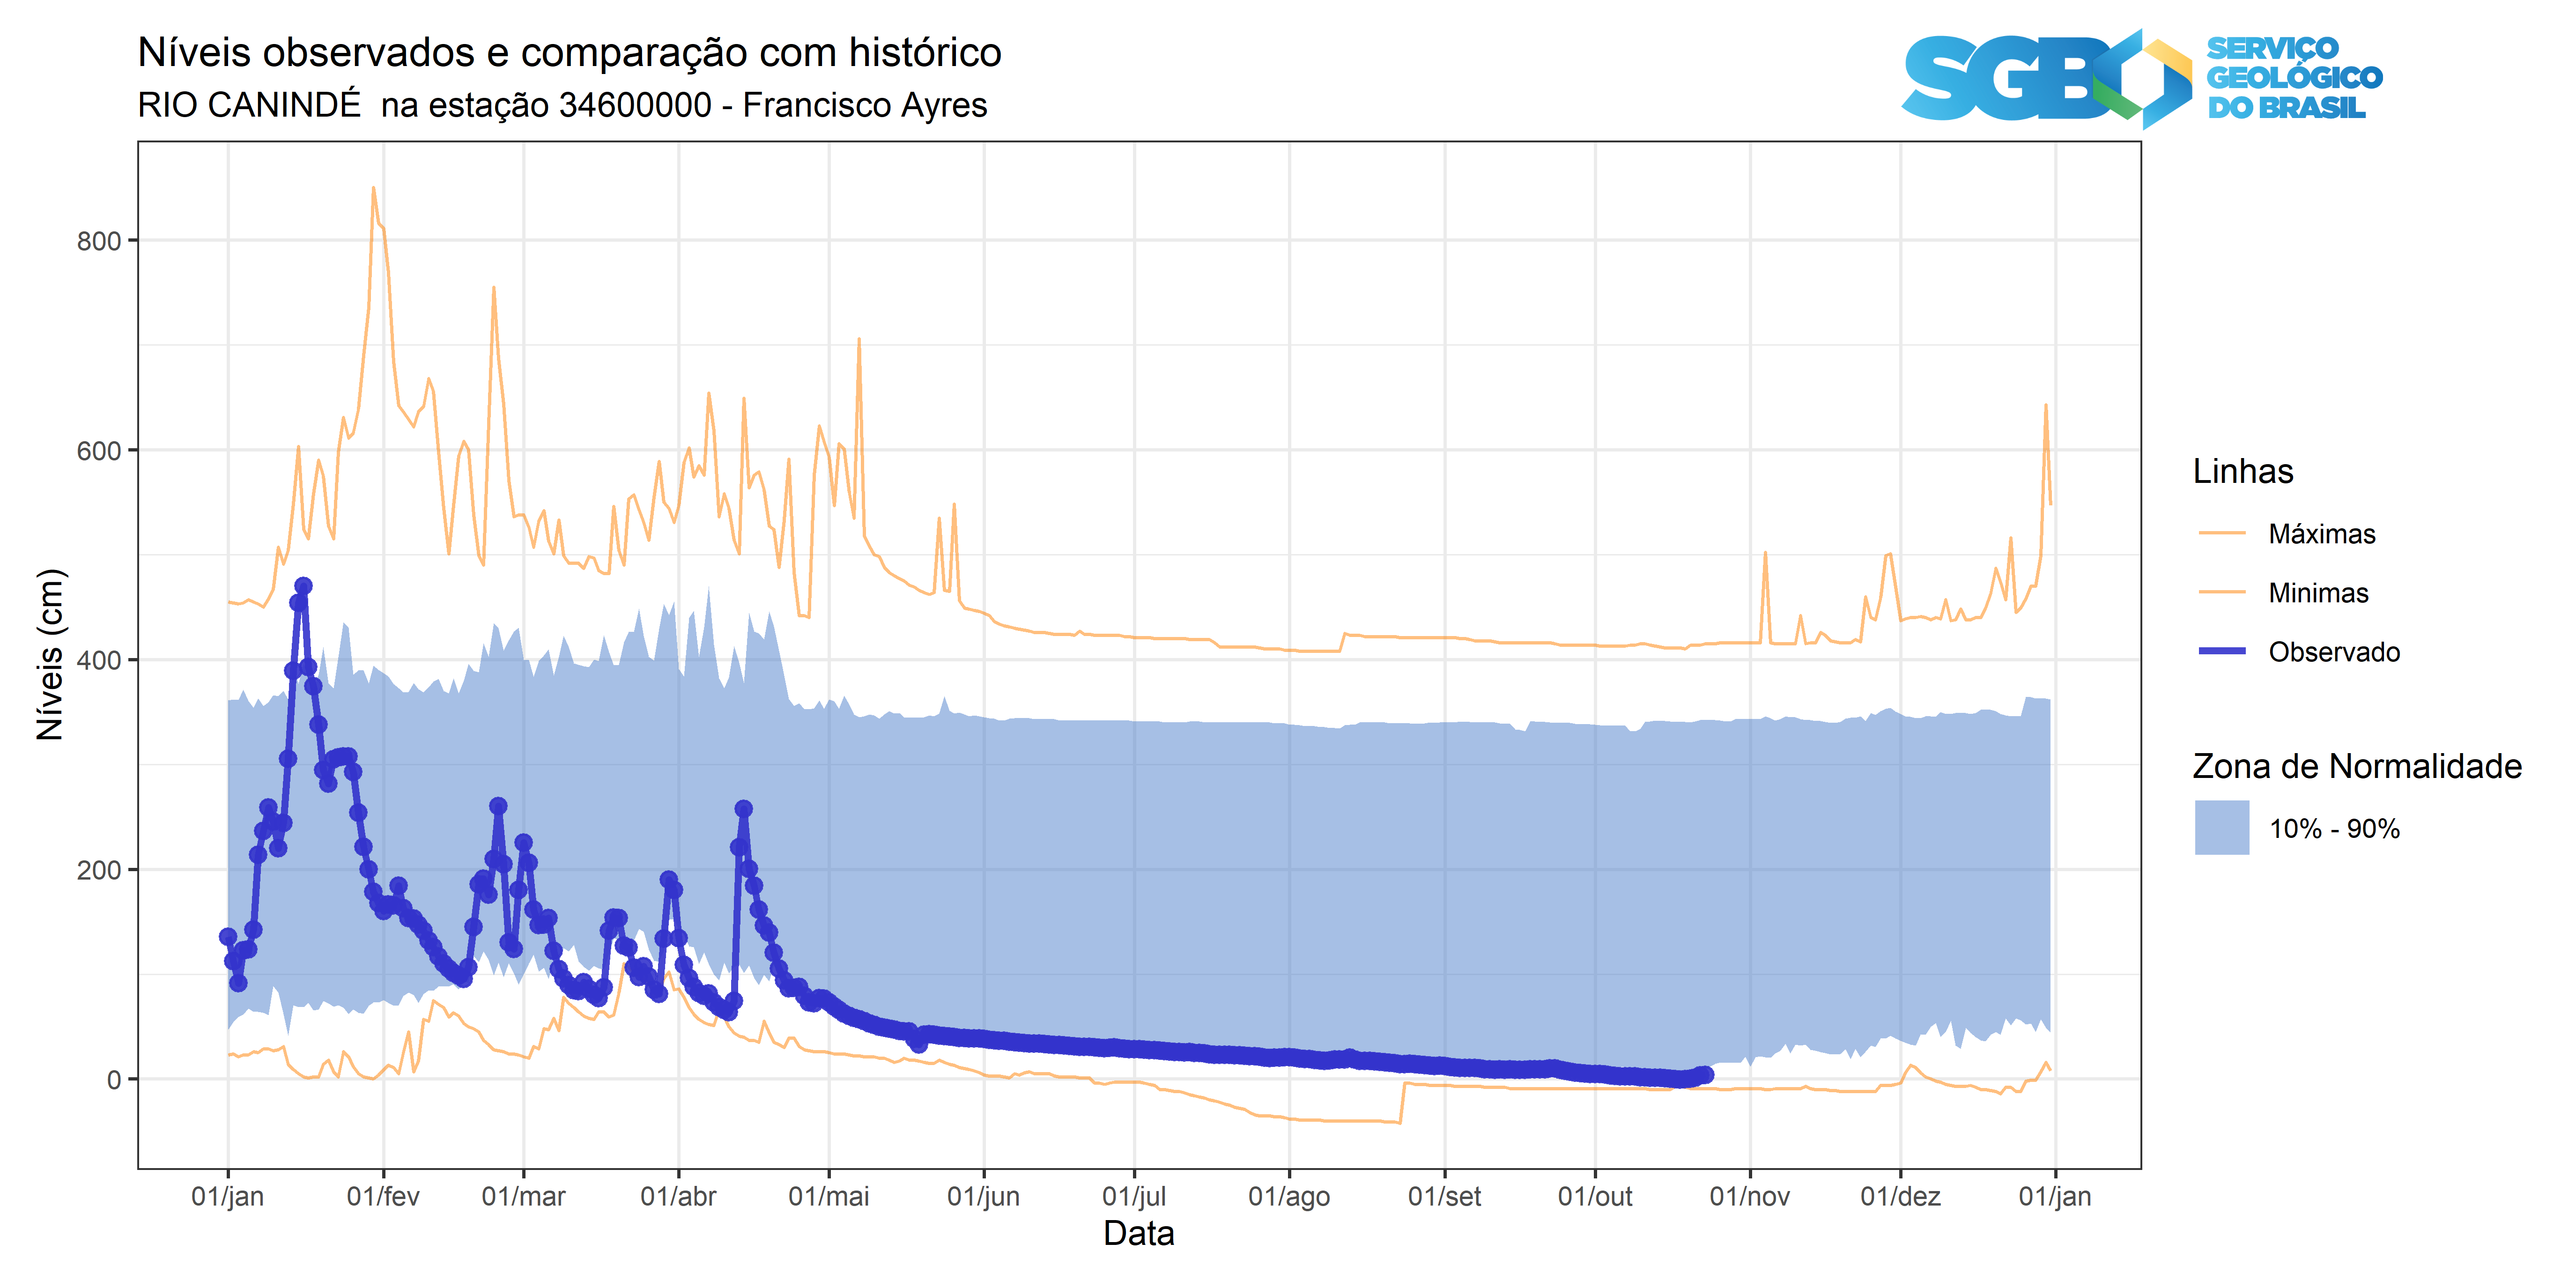 Níveis observados e comparação com histórico
RIO CANINDÉ  na estação 34600000 - Francisco Ayres
SGB
SERVIÇO
GEOLÓGICO
DO BRASIL
Níveis (cm)
800
600
400
200
0
01/jan
01/fev
01/mar
01/abr
01/mai
01/jun
01/jul
01/ago
01/set
01/out
01/nov
01/dez
01/jan
Data
Linhas
Máximas
Minimas
Observado
Zona de Normalidade
10% - 90%